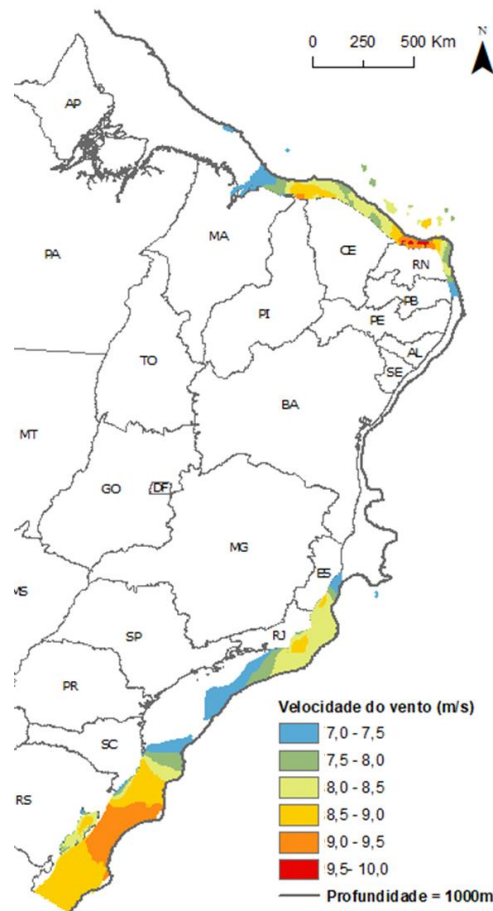 N
0 250 500 Km
AP
PA
MA
CE
RN
PB
PE
PI
AL
SE
TO
BA
MT
GO
DF
MG
ES
MS
SP
RJ
PR
SC
RS
Velocidade do vento (m/s)
7,0 - 7,5
7,5 - 8,0
8,0 - 8,5
8,5 - 9,0
9,0 - 9,5
9,5- 10,0
Profundidade = 1000m